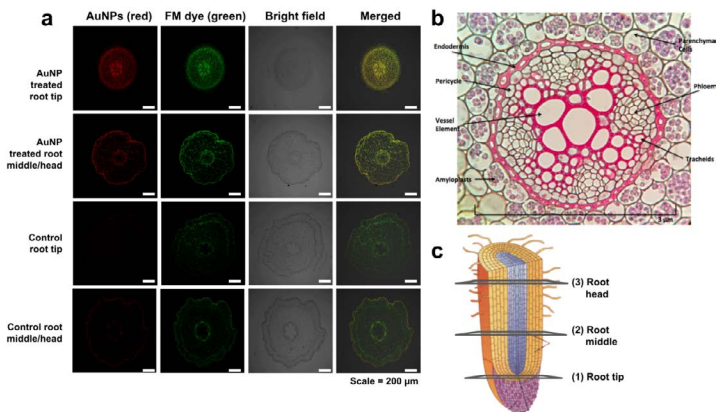 a
AuNPs (red)
FM dye (green)
Bright field
Merged
AuNP
treated
root tip
AuNP
treated root
middle/head
Control
root tip
Control root
middle/head
Scale = 200 µm
b
Endodermis
Parenchyma
Cells
Pericycle
Phloem
Vessel
Element
Tracheids
Amyloplasts
3 µm
c
(3) Root
head
(2) Root
middle
(1) Root tip